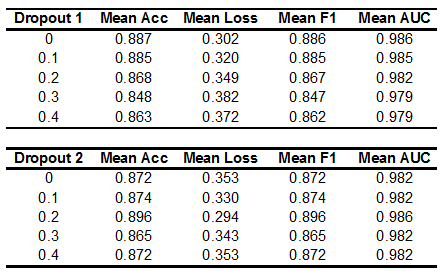 Dropout 1 Mean Acc Mean Loss Mean F1 Mean AUC
0 0.887 0.302 0.886 0.986
0.1 0.885 0.320 0.885 0.985
0.2 0.868 0.349 0.867 0.982
0.3 0.848 0.382 0.847 0.979
0.4 0.863 0.372 0.862 0.979
Dropout 2 Mean Acc Mean Loss Mean F1 Mean AUC
0 0.872 0.353 0.872 0.982
0.1 0.874 0.330 0.874 0.982
0.2 0.896 0.294 0.896 0.986
0.3 0.865 0.343 0.865 0.982
0.4 0.872 0.353 0.872 0.982